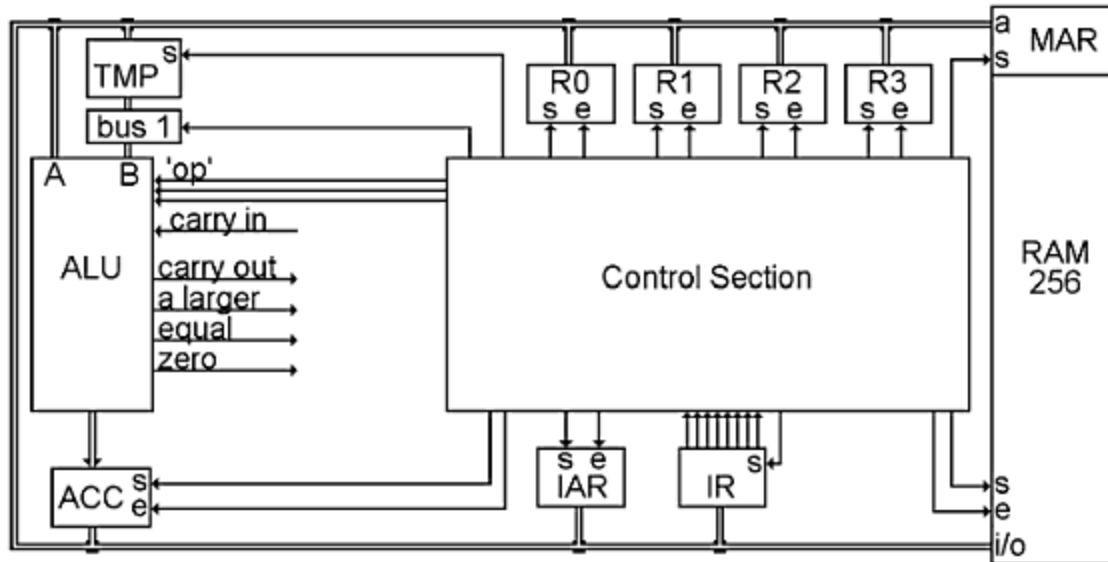 a
MAR
s
TMP
s
R0
s e
R1
s e
R2
s e
R3
s e
bus 1
A
B
'op'
carry in
ALU
carry out
a larger
equal
zero
Control Section
RAM
256
ACC
s
e
s e
IAR
s
IR
s
e
i/o